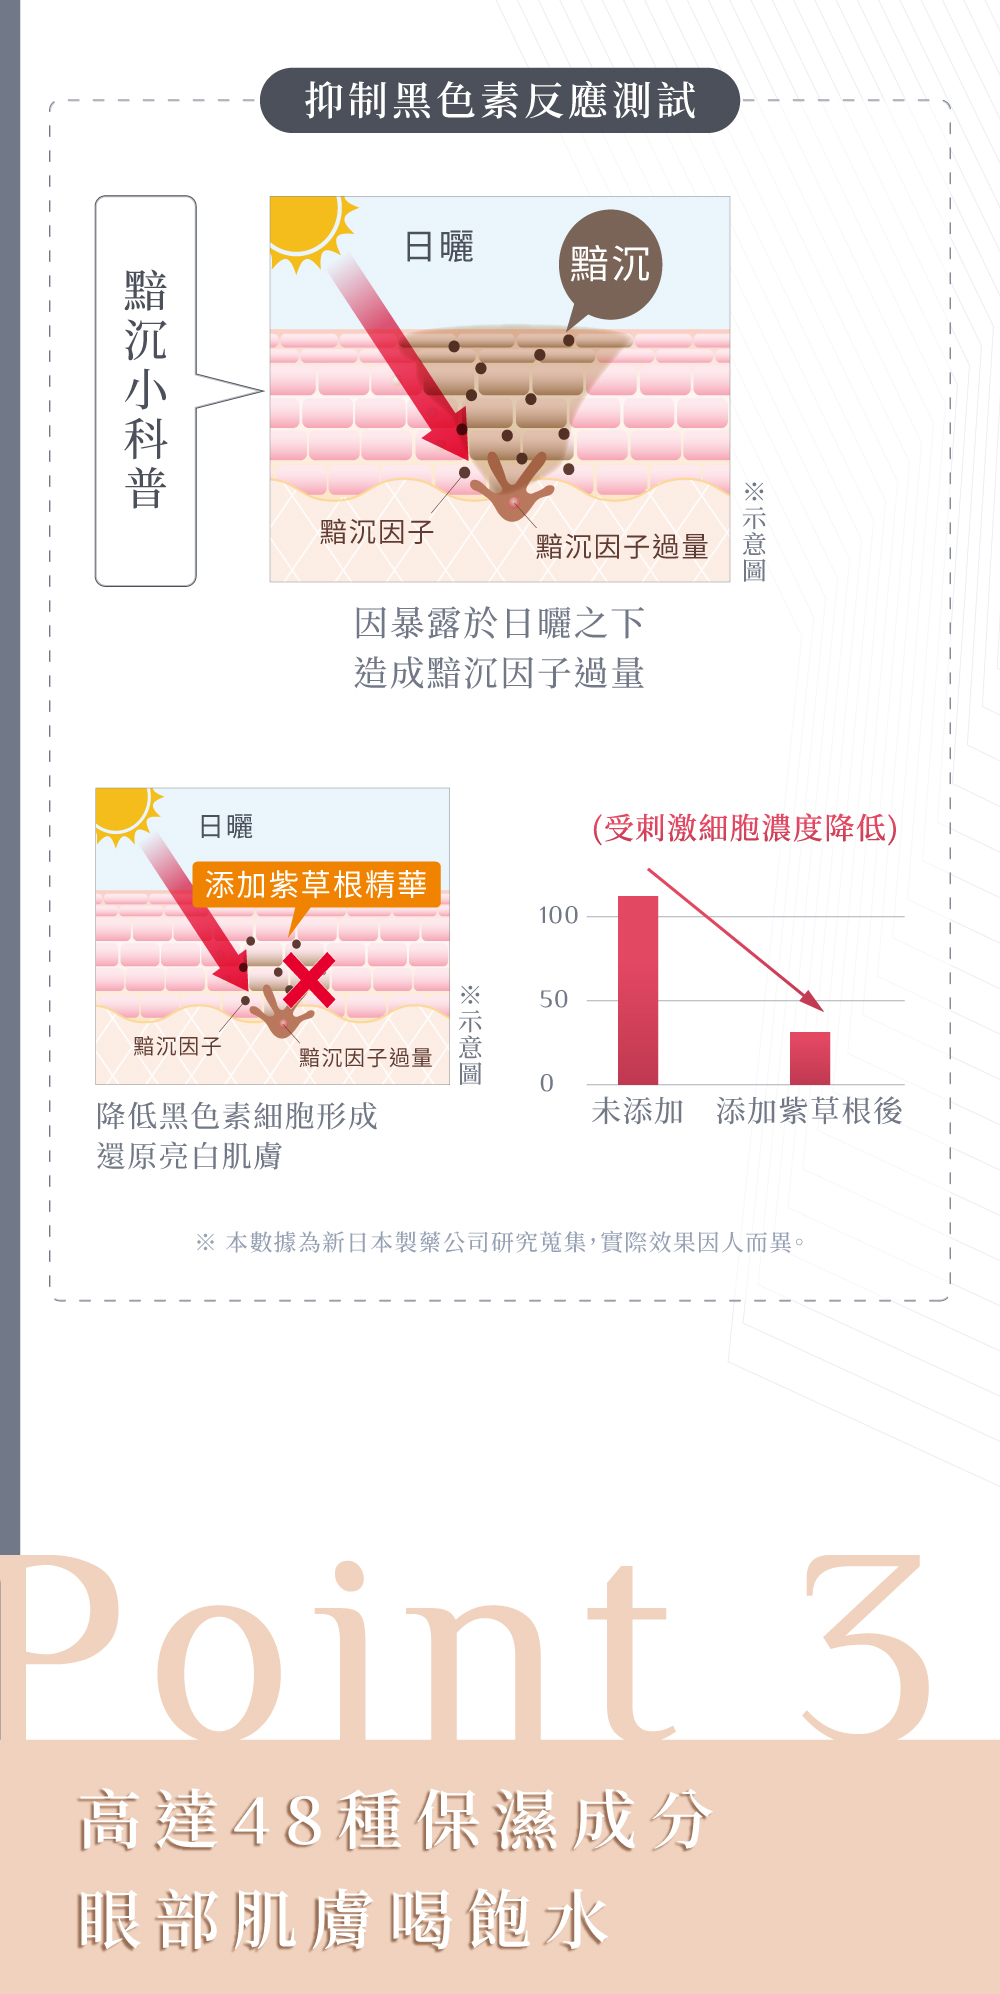 抑制黑色素反應測試
黯沉小科普
日曬
黯沉
黯沉因子
黯沉因子過量
※示意圖
因暴露於日曬之下
造成黯沉因子過量
日曬
添加紫草根精華
黯沉因子
黯沉因子過量
※示意圖
降低黑色素細胞形成
還原亮白肌膚
(受刺激細胞濃度降低)
100
50
0
未添加
添加紫草根後
※ 本數據為新日本製藥公司研究蒐集，實際效果因人而異。
Point 3
高達48種保濕成分
眼部肌膚喝飽水